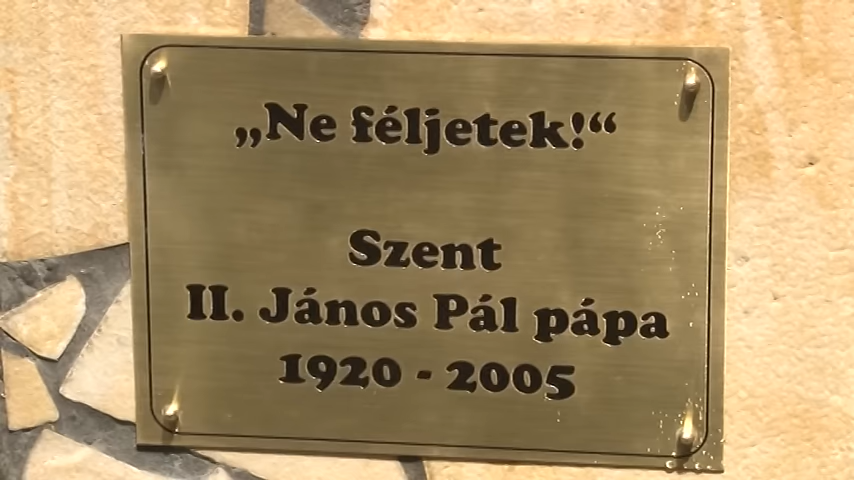 „Ne féljetek!“
Szent
II. János Pál pápa
1920 - 2005